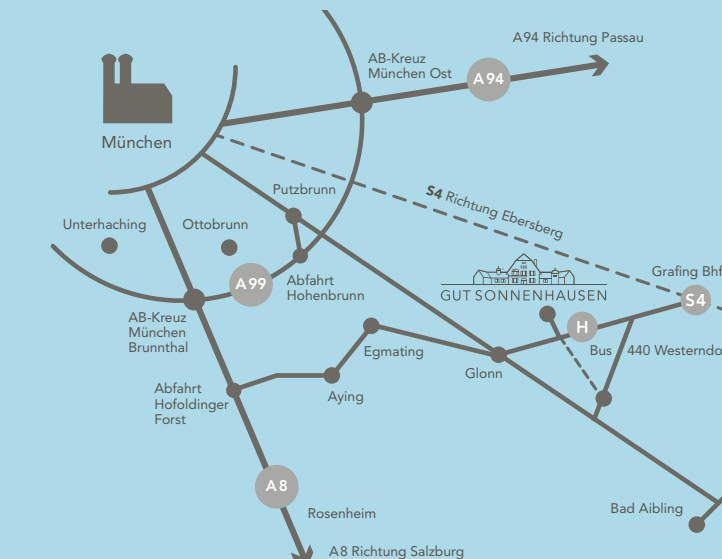 A94 Richtung Passau
AB-Kreuz
München Ost
A94
München
Putzbrunn
S4 Richtung Ebersberg
Unterhaching
Ottobrunn
Grafing Bhf
A99
Abfahrt
Hohenbrunn
GUT SONNENHAUSEN
S4
AB-Kreuz
München
Brunnthal
H
Egmating
Bus
440 Westerndo
Glonn
Abfahrt
Hofoldinger
Forst
Aying
A8
Rosenheim
Bad Aibling
A8 Richtung Salzburg